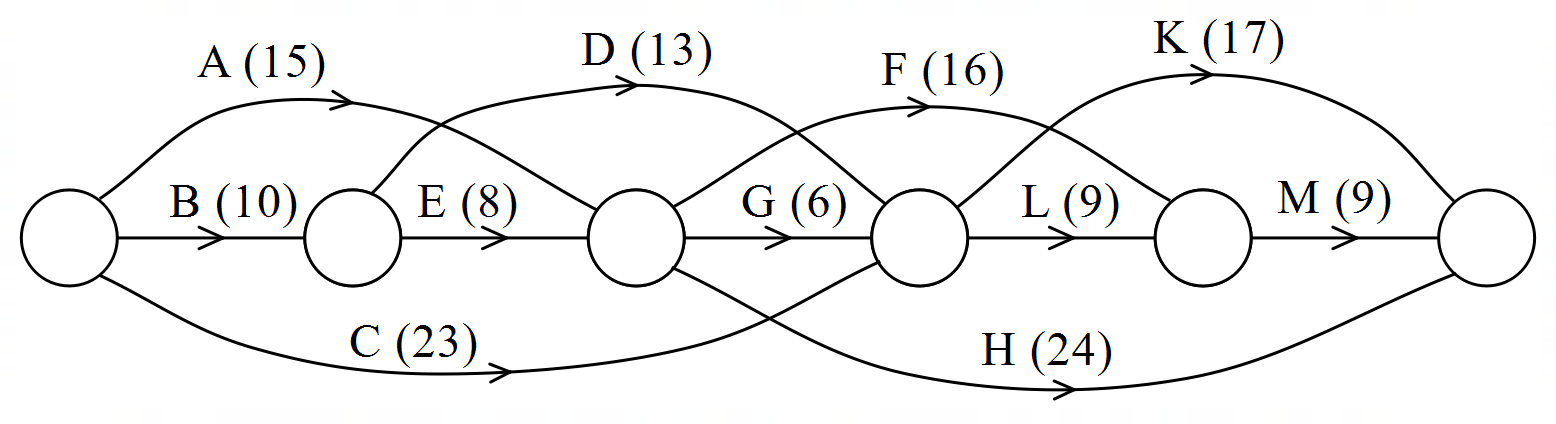 A (15)
D (13)
F (16)
K (17)
B (10)
E (8)
G (6)
L (9)
M (9)
C (23)
H (24)